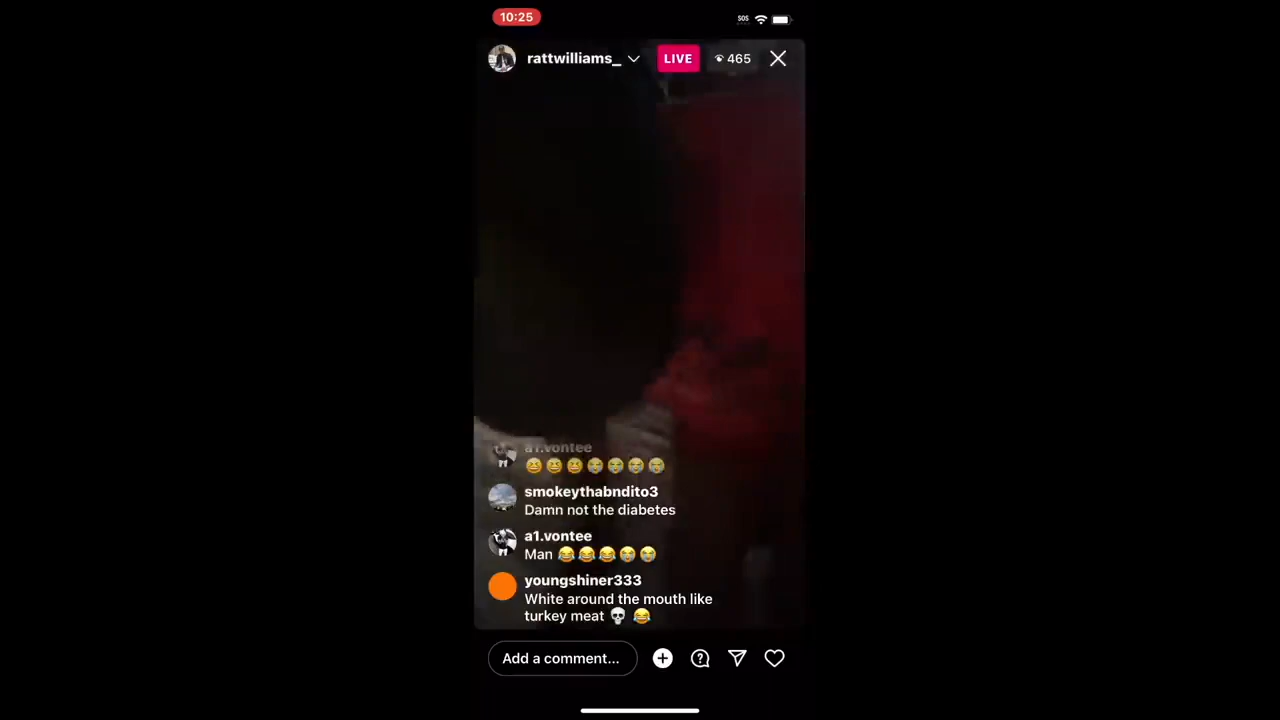 10:25
SOS
rattwilliams_
LIVE
465
a1.vontee
😆😆😆😭😭😭😭
smokeythabndito3
Damn not the diabetes
a1.vontee
Man 😂😂😂😭😭
youngshiner333
White around the mouth like
turkey meat 💀 😂
Add a comment...